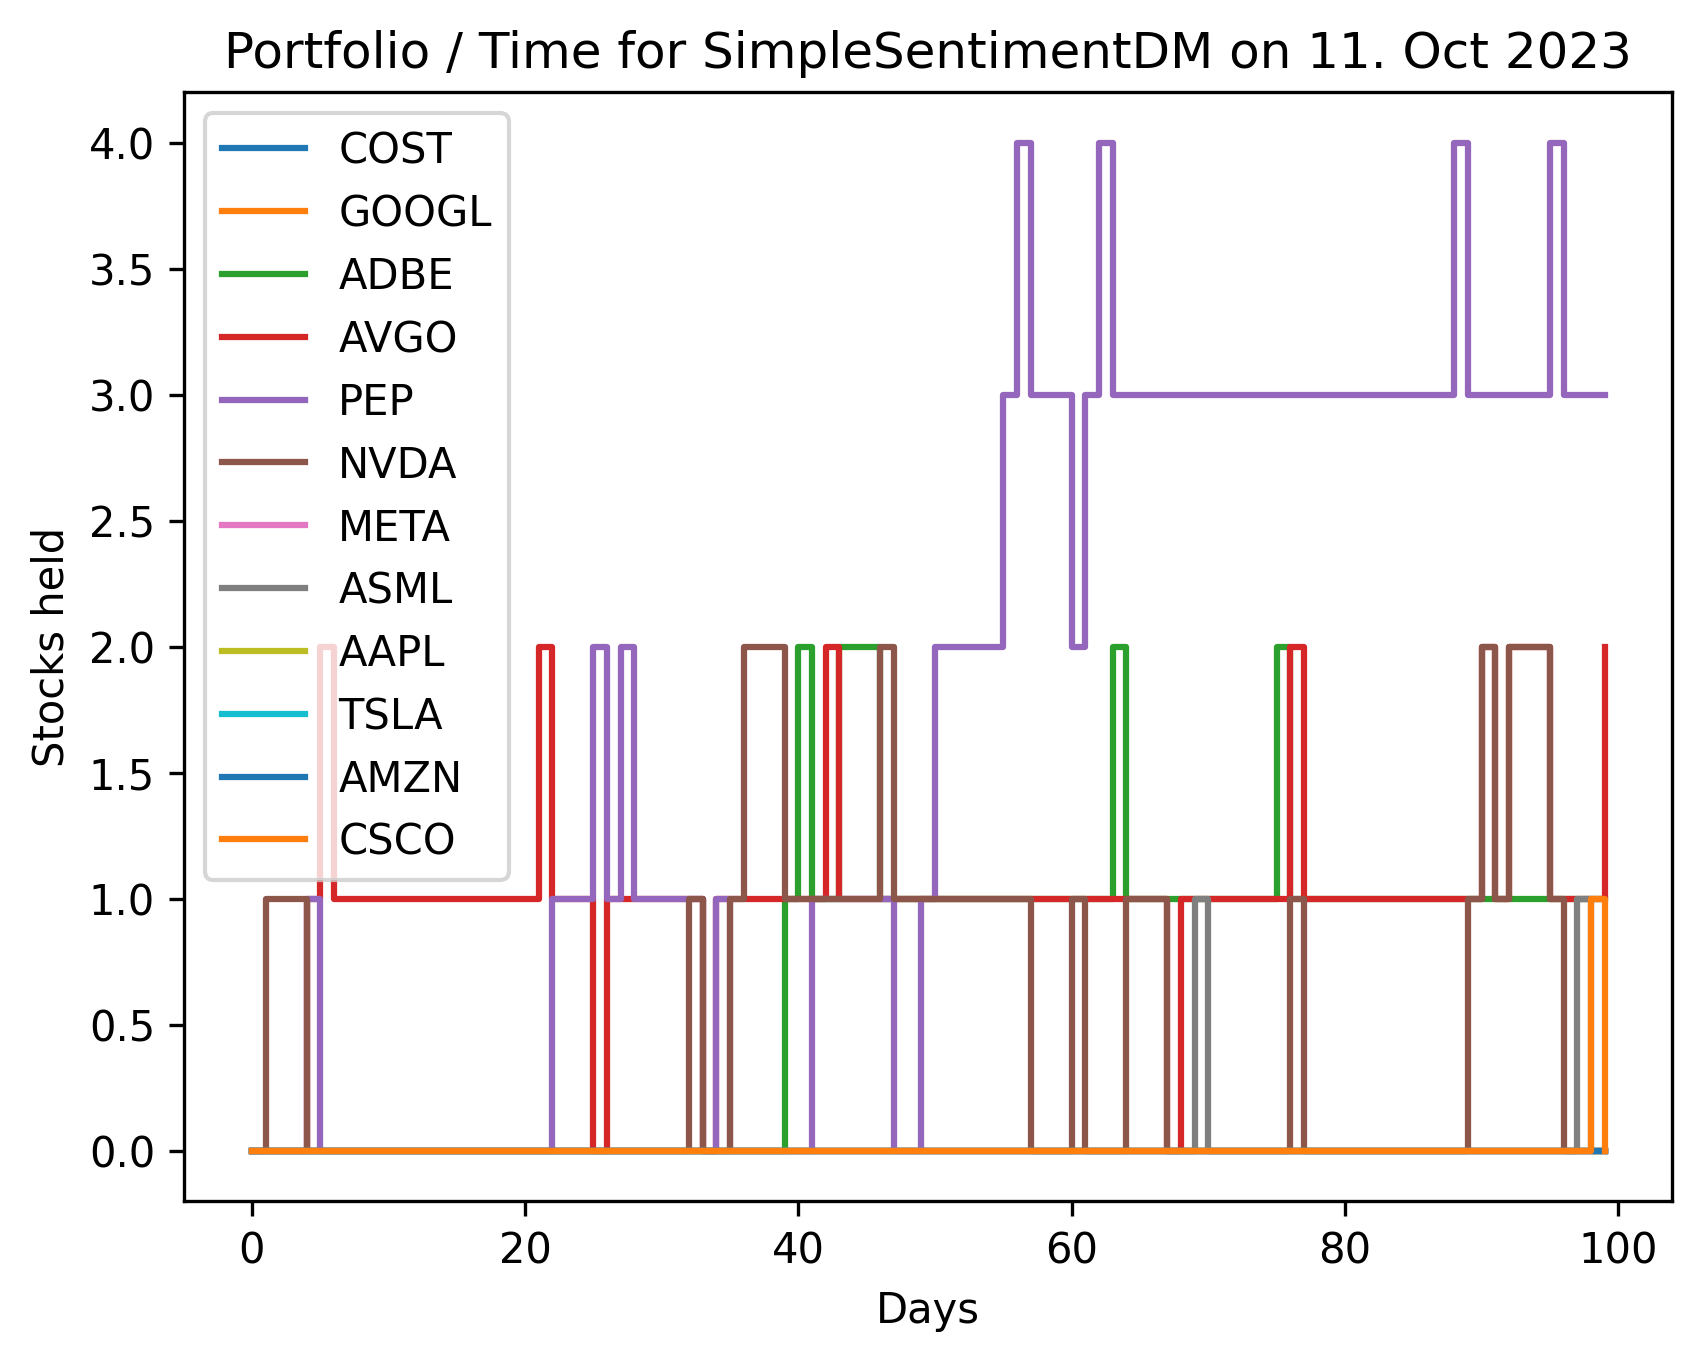 Portfolio / Time for SimpleSentimentDM on 11. Oct 2023
COST
GOOGL
ADBE
AVGO
PEP
NVDA
META
ASML
AAPL
TSLA
AMZN
CSCO
4.0
3.5
3.0
2.5
2.0
1.5
1.0
0.5
0.0
Stocks held
0 20 40 60 80 100
Days